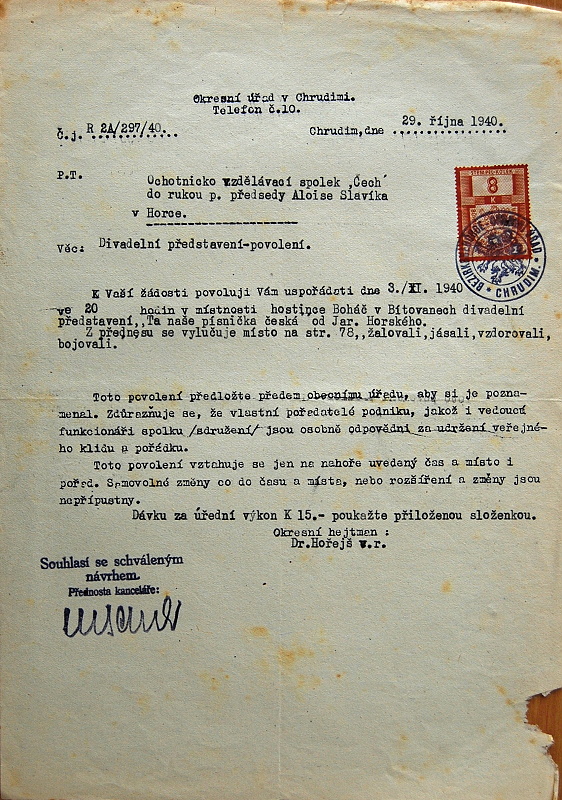 Okresní úřad v Chrudimi.
Telefon č.10.
29. října 1940.
Č.j. R 2A/297/40.
Chrudim,dne
P.T.
Ochotnicko vzdělávací spolek ‚Čech'
do rukou p. předsedy Aloise Slavíka
v Horce.
Věc: Divadelní představení-povolení.
STEMPEL-KOLEK
8
K
CHRUDIM.
K Vaší žádosti povoluji Vám uspořádati dne 3./XI. 1940
ve 20 hodin v místnosti hostince Boháč v Bítovanech divadelní
představení,,Ta naše písnička česká od Jar. Horského.
Z přednesu se vylučuje místo na str. 78,,žalovali,jásali,vzdorovali,
bojovali.
Toto povolení předložte předem obecnímu úřadu, aby si je pozna-
menal. Zdůrazňuje se, že vlastní pořadatelé podniku, jakož i vedoucí
funkcionáři spolku /sdružení/ jsou osobně odpovědni za udržení veřejné-
ho klidu a pořádku.
Toto povolení vztahuje se jen na nahoře uvedený čas a místo i
pořad. Samovolné změny co do času a místa, nebo rozšíření a změny jsou
nepřípustny.
Dávku za úřední výkon K 15.- poukažte přiloženou složenkou.
Okresní hejtman :
Dr.Hořejš v.r.
Souhlasí se schváleným
návrhem.
Přednosta kanceláře: